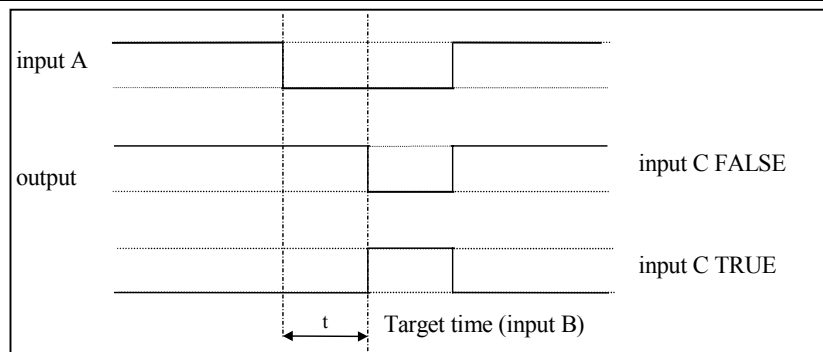 input A
input C FALSE
output
input C TRUE
t Target time (input B)